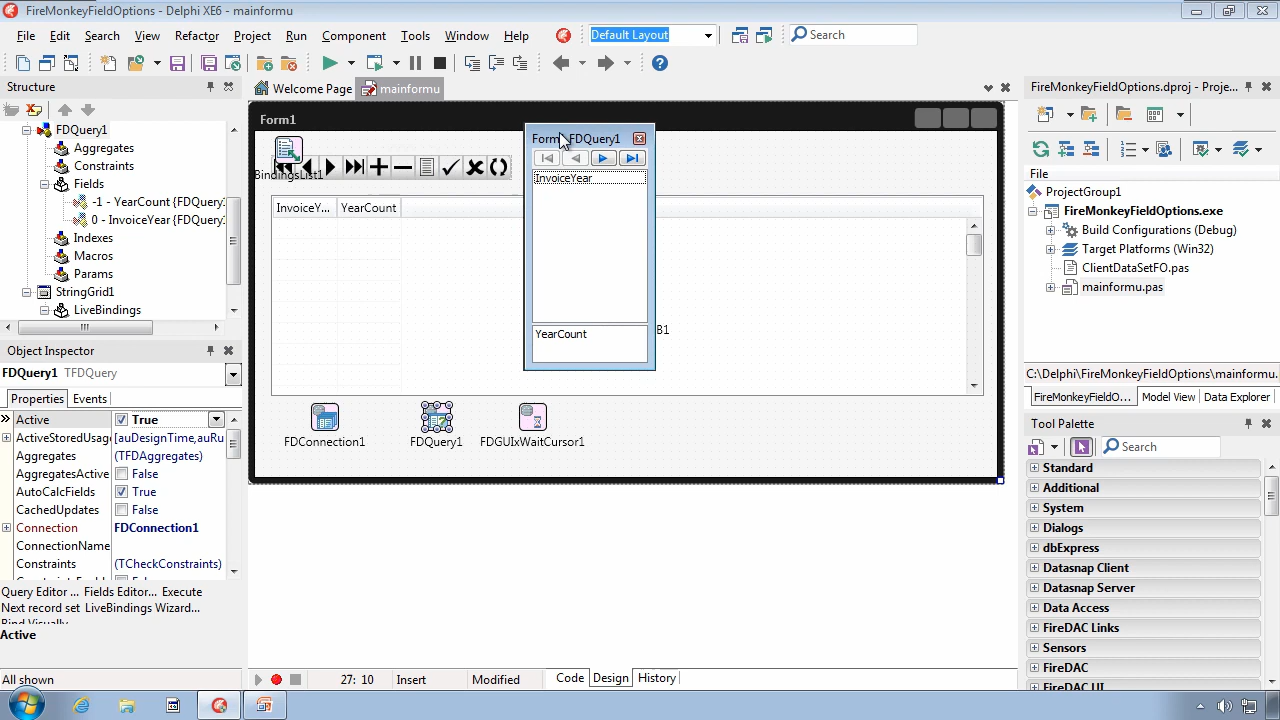 FireMonkeyFieldOptions - Delphi XE6 - mainformu
File Edit Search View Refactor Project Run Component Tools Window Help
Default Layout
Search
Structure
FDQuery1
Aggregates
Constraints
Fields
-1 - YearCount {FDQuery:
0 - InvoiceYear {FDQuery:
Indexes
Macros
Params
StringGrid1
LiveBindings
Object Inspector
FDQuery1 TFDQuery
Properties Events
Active True
ActiveStoredUsag [auDesignTime,auRu
Aggregates (TFDAggregates)
AggregatesActive False
AutoCalcFields True
CachedUpdates False
Connection FDConnection1
ConnectionName
Constraints (TCheckConstraints)
Query Editor ... Fields Editor... Execute
Next record set LiveBindings Wizard...
Bind Visually
Active
All shown
Welcome Page mainformu
Form1
BindingsList1
InvoiceY... YearCount
FDQuery1
InvoiceYear
YearCount
B1
FDConnection1 FDQuery1 FDGUIxWaitCursor1
27: 10 Insert Modified Code Design History
FireMonkeyFieldOptions.dproj - Proje...
File
ProjectGroup1
FireMonkeyFieldOptions.exe
Build Configurations (Debug)
Target Platforms (Win32)
ClientDataSetFO.pas
mainformu.pas
C:\Delphi\FireMonkeyFieldOptions\mainformu.
FireMonkeyFieldO... Model View Data Explorer
Tool Palette
Search
Standard
Additional
System
Dialogs
dbExpress
Datasnap Client
Datasnap Server
Data Access
FireDAC Links
Sensors
FireDAC
FireDAC UI